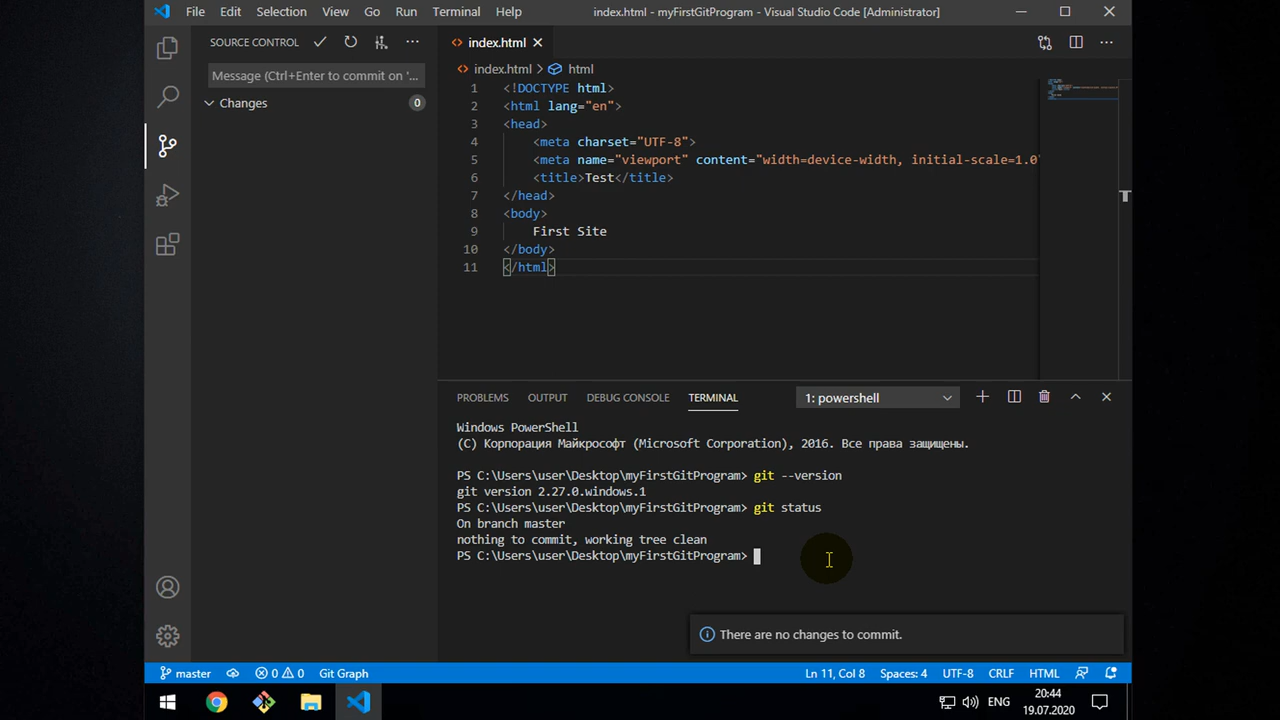 File Edit Selection View Go Run Terminal Help index.html - myFirstGitProgram - Visual Studio Code [Administrator]
SOURCE CONTROL
Message (Ctrl+Enter to commit on '...
Changes 0
index.html
index.html > html
1 <!DOCTYPE html>
2 <html lang="en">
3 <head>
4 <meta charset="UTF-8">
5 <meta name="viewport" content="width=device-width, initial-scale=1.0"
6 <title>Test</title>
7 </head>
8 <body>
9 First Site
10 </body>
11 </html>
PROBLEMS OUTPUT DEBUG CONSOLE TERMINAL 1: powershell
Windows PowerShell
(C) Корпорация Майкрософт (Microsoft Corporation), 2016. Все права защищены.
PS C:\Users\user\Desktop\myFirstGitProgram> git --version
git version 2.27.0.windows.1
PS C:\Users\user\Desktop\myFirstGitProgram> git status
On branch master
nothing to commit, working tree clean
PS C:\Users\user\Desktop\myFirstGitProgram>
There are no changes to commit.
master 0 0 Git Graph Ln 11, Col 8 Spaces: 4 UTF-8 CRLF HTML
ENG
20:44
19.07.2020